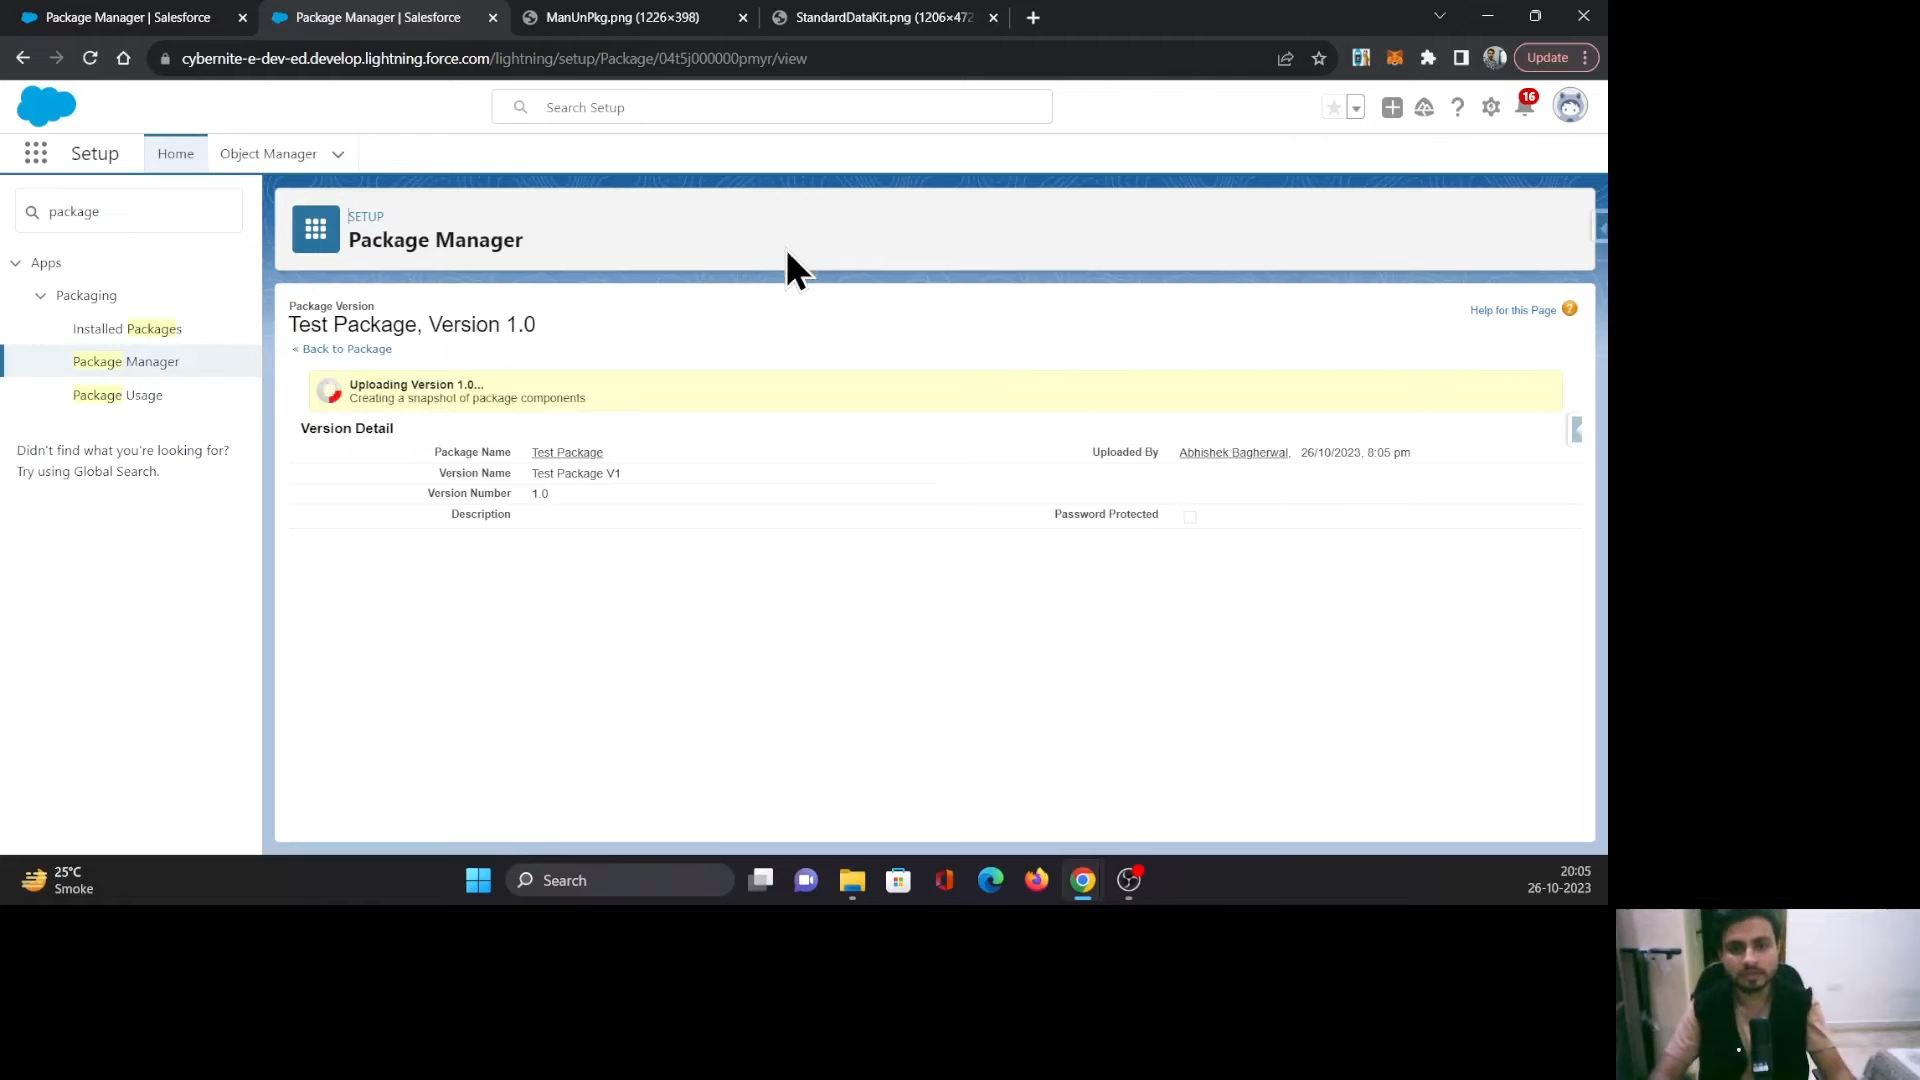 Package Manager | Salesforce
Package Manager | Salesforce
ManUnPkg.png (1226×398)
StandardDataKit.png (1206×472
cybernite-e-dev-ed.develop.lightning.force.com/lightning/setup/Package/04t5j000000pmyr/view
Update
Search Setup
16
Setup
Home
Object Manager
package
Apps
Packaging
Installed Packages
Package Manager
Package Usage
Didn't find what you're looking for?
Try using Global Search.
SETUP
Package Manager
Package Version
Test Package, Version 1.0
« Back to Package
Help for this Page
Uploading Version 1.0...
Creating a snapshot of package components
Version Detail
Package Name Test Package Uploaded By Abhishek Bagherwal, 26/10/2023, 8:05 pm
Version Name Test Package V1
Version Number 1.0
Description Password Protected
25°C
Smoke
Search
20:05
26-10-2023